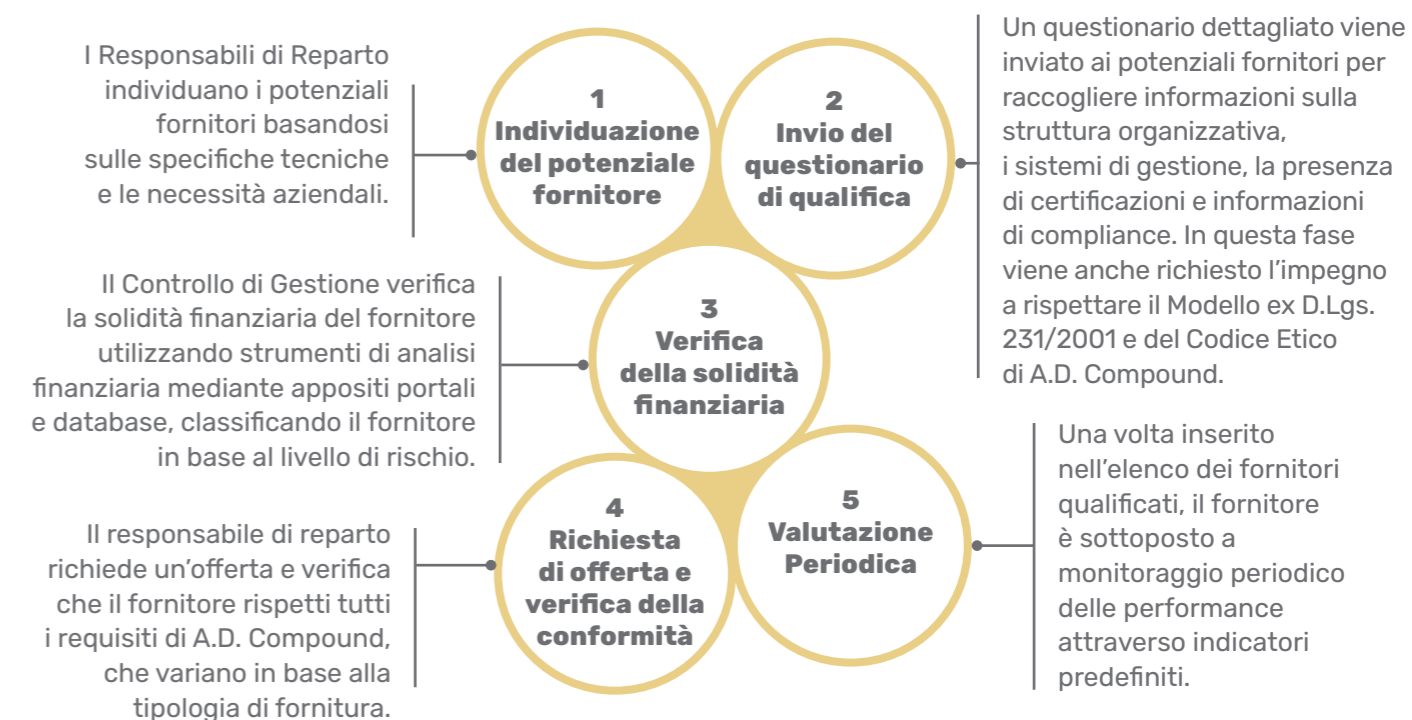 I Responsabili di Reparto
individuano i potenziali
fornitori basandosi
sulle specifiche tecniche
e le necessità aziendali.
1
Individuazione
del potenziale
fornitore
2
Invio del
questionario
di qualifica
Un questionario dettagliato viene
inviato ai potenziali fornitori per
raccogliere informazioni sulla
struttura organizzativa,
i sistemi di gestione, la presenza
di certificazioni e informazioni
di compliance. In questa fase
viene anche richiesto l’impegno
a rispettare il Modello ex D.Lgs.
231/2001 e del Codice Etico
di A.D. Compound.
Il Controllo di Gestione verifica
la solidità finanziaria del fornitore
utilizzando strumenti di analisi
finanziaria mediante appositi portali
e database, classificando il fornitore
in base al livello di rischio.
3
Verifica
della solidità
finanziaria
Il responsabile di reparto
richiede un’offerta e verifica
che il fornitore rispetti tutti
i requisiti di A.D. Compound,
che variano in base alla
tipologia di fornitura.
4
Richiesta
di offerta e
verifica della
conformità
5
Valutazione
Periodica
Una volta inserito
nell’elenco dei fornitori
qualificati, il fornitore
è sottoposto a
monitoraggio periodico
delle performance
attraverso indicatori
predefiniti.